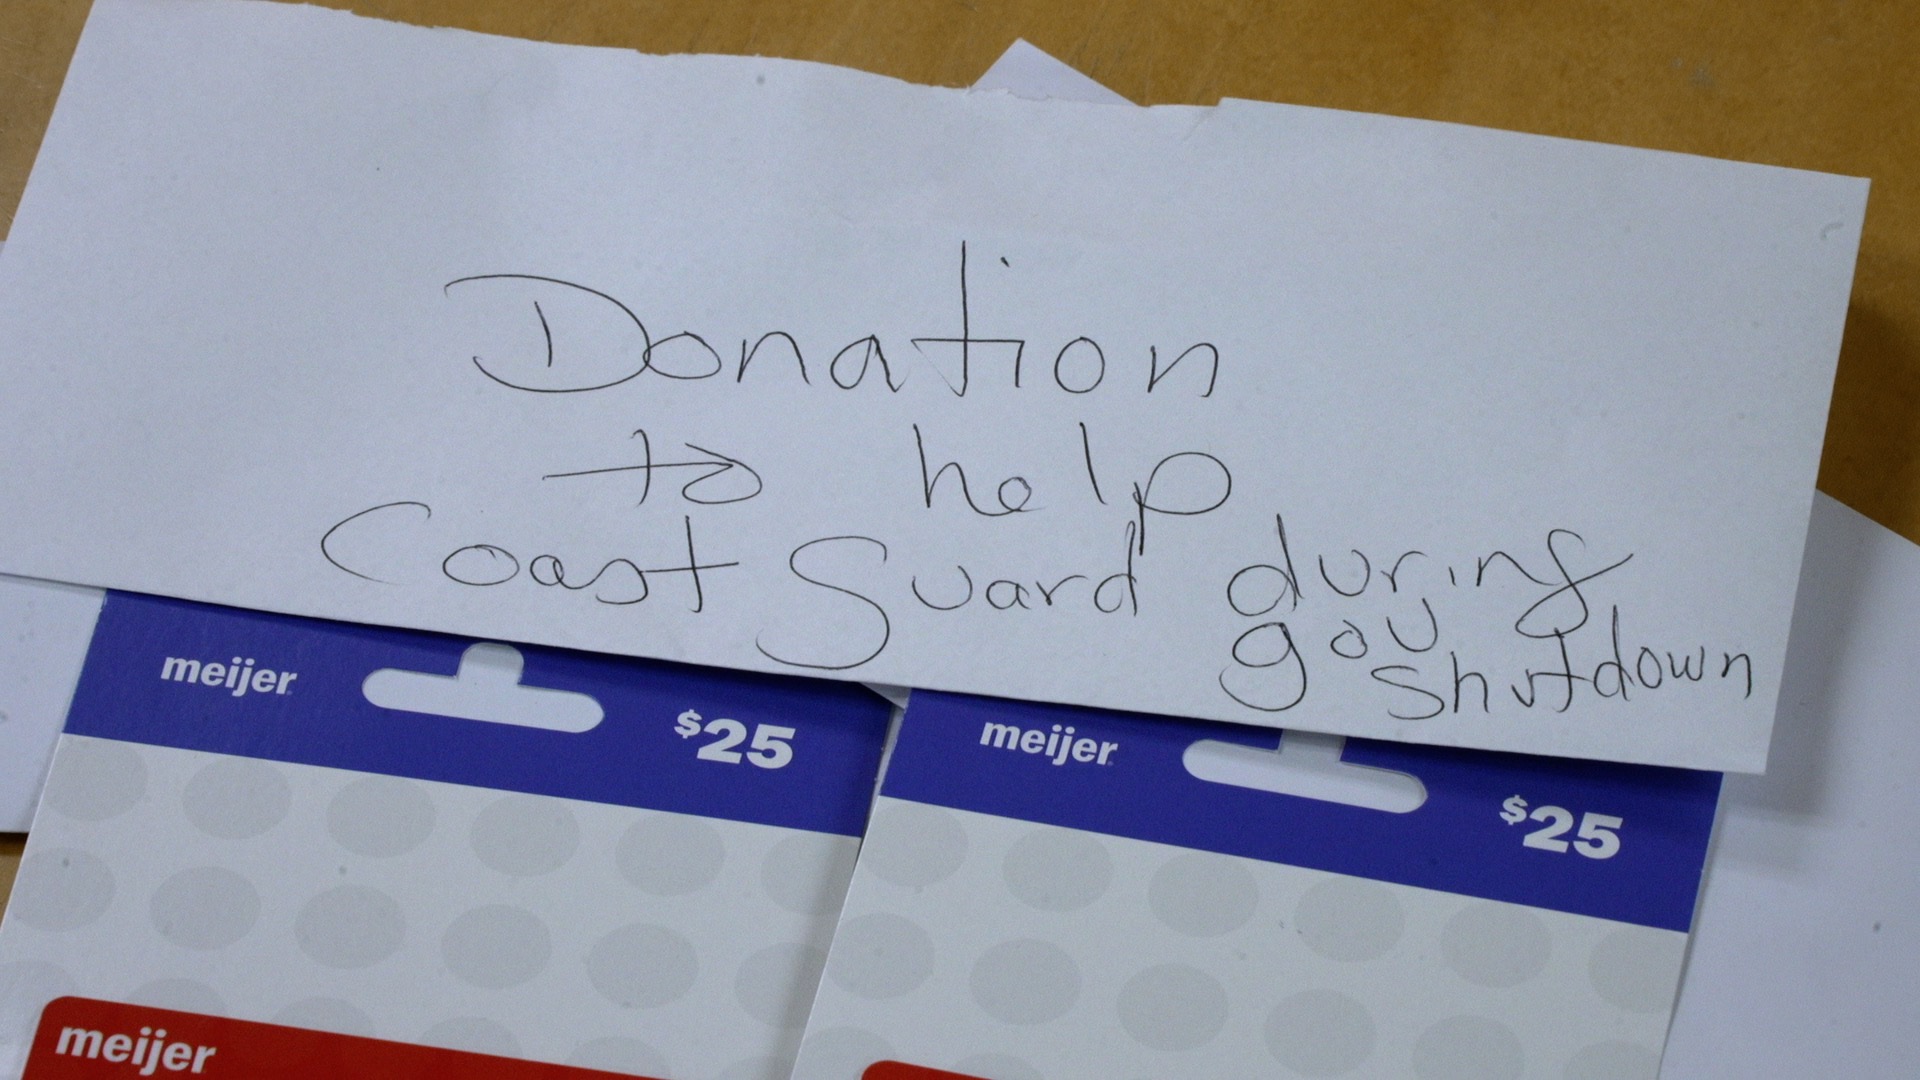 Donation
to help
Coast Guard during
gov
shutdown
meijer
$25
meijer
$25
meijer